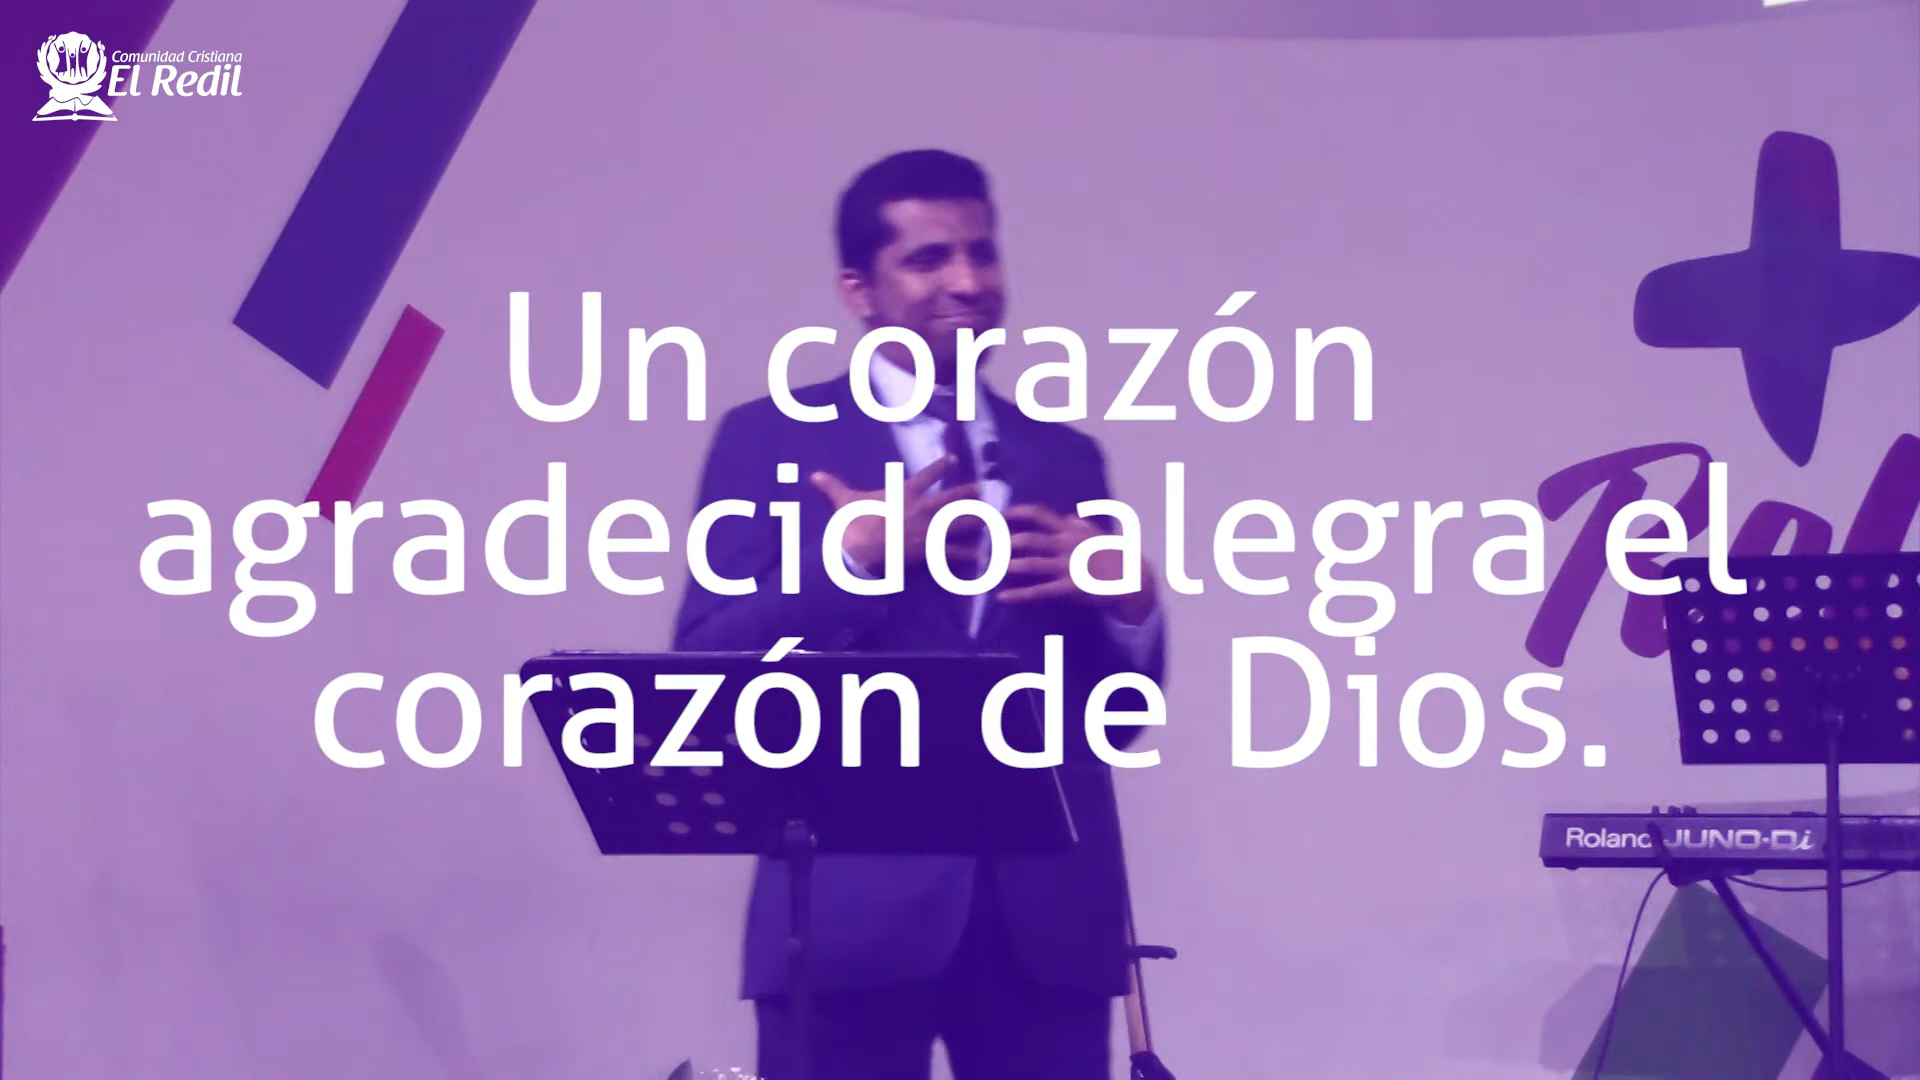 Comunidad Cristiana
El Redil
Un corazón
agradecido alegra el
corazón de Dios.
Roland JUNO-Di